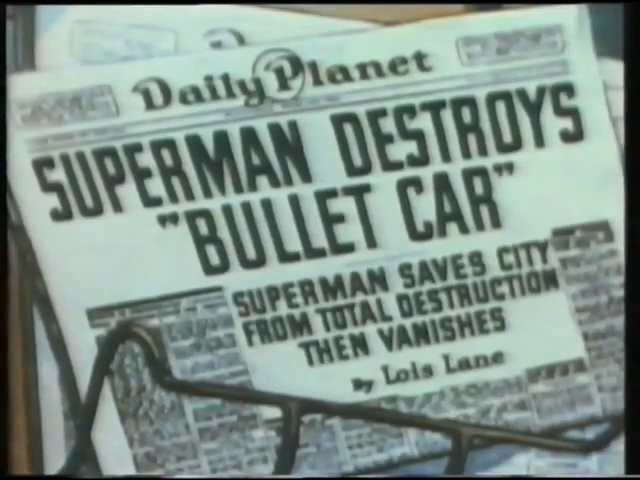 Daily Planet
SUPERMAN DESTROYS
"BULLET CAR"
SUPERMAN SAVES CITY
FROM TOTAL DESTRUCTION
THEN VANISHES
By Lois Lane